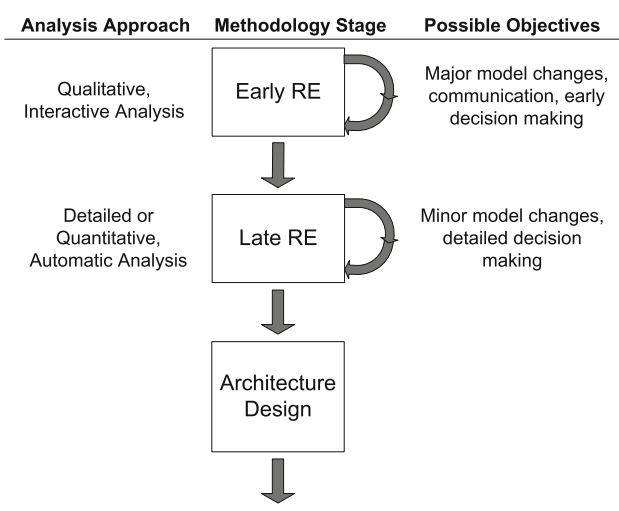 Analysis Approach Methodology Stage Possible Objectives
Qualitative,
Interactive Analysis
Early RE
Major model changes,
communication, early
decision making
Detailed or
Quantitative,
Automatic Analysis
Late RE
Minor model changes,
detailed decision
making
Architecture
Design